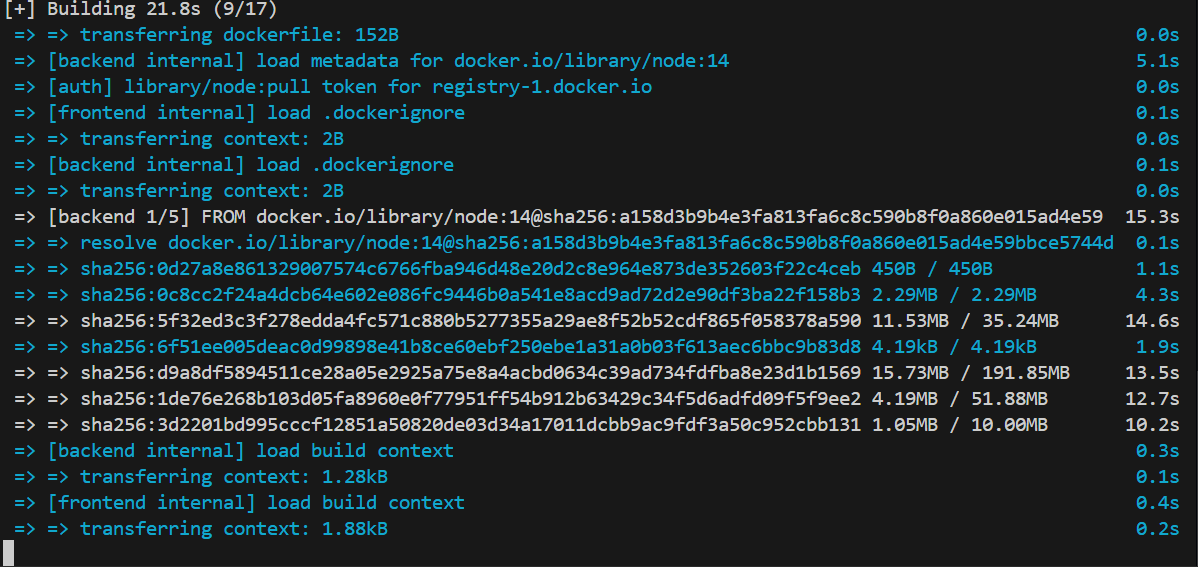 [+] Building 21.8s (9/17)
=> => transferring dockerfile: 152B 0.0s
=> [backend internal] load metadata for docker.io/library/node:14 5.1s
=> [auth] library/node:pull token for registry-1.docker.io 0.0s
=> [frontend internal] load .dockerignore 0.1s
=> => transferring context: 2B 0.0s
=> [backend internal] load .dockerignore 0.1s
=> => transferring context: 2B 0.0s
=> [backend 1/5] FROM docker.io/library/node:14@sha256:a158d3b9b4e3fa813fa6c8c590b8f0a860e015ad4e59 15.3s
=> => resolve docker.io/library/node:14@sha256:a158d3b9b4e3fa813fa6c8c590b8f0a860e015ad4e59bbce5744d 0.1s
=> => sha256:0d27a8e861329007574c6766fba946d48e20d2c8e964e873de352603f22c4ceb 450B / 450B 1.1s
=> => sha256:0c8cc2f24a4dcb64e602e086fc9446b0a541e8acd9ad72d2e90df3ba22f158b3 2.29MB / 2.29MB 4.3s
=> => sha256:5f32ed3c3f278edda4fc571c880b5277355a29ae8f52b52cdf865f058378a590 11.53MB / 35.24MB 14.6s
=> => sha256:6f51ee005deac0d99898e41b8ce60ebf250ebe1a31a0b03f613aec6bbc9b83d8 4.19kB / 4.19kB 1.9s
=> => sha256:d9a8df5894511ce28a05e2925a75e8a4acbd0634c39ad734fdfba8e23d1b1569 15.73MB / 191.85MB 13.5s
=> => sha256:1de76e268b103d05fa8960e0f77951ff54b912b63429c34f5d6adfd09f5f9ee2 4.19MB / 51.88MB 12.7s
=> => sha256:3d2201bd995cccf12851a50820de03d34a17011dcbb9ac9fdf3a50c952cbb131 1.05MB / 10.00MB 10.2s
=> [backend internal] load build context 0.3s
=> => transferring context: 1.28kB 0.1s
=> [frontend internal] load build context 0.4s
=> => transferring context: 1.88kB 0.2s